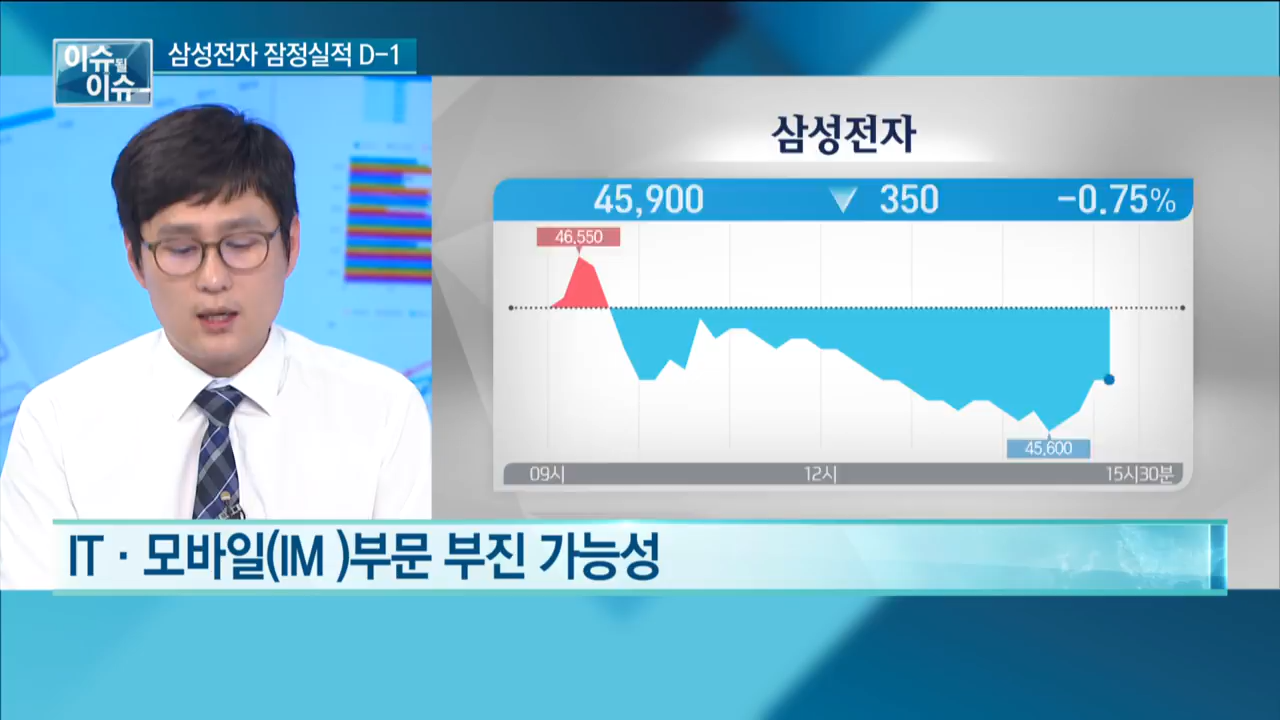 이슈될
이슈
삼성전자 잠정실적 D-1
삼성전자
45,900 ▼ 350 -0.75%
46,550
45,600
09시 12시 15시30분
IT · 모바일(IM )부문 부진 가능성